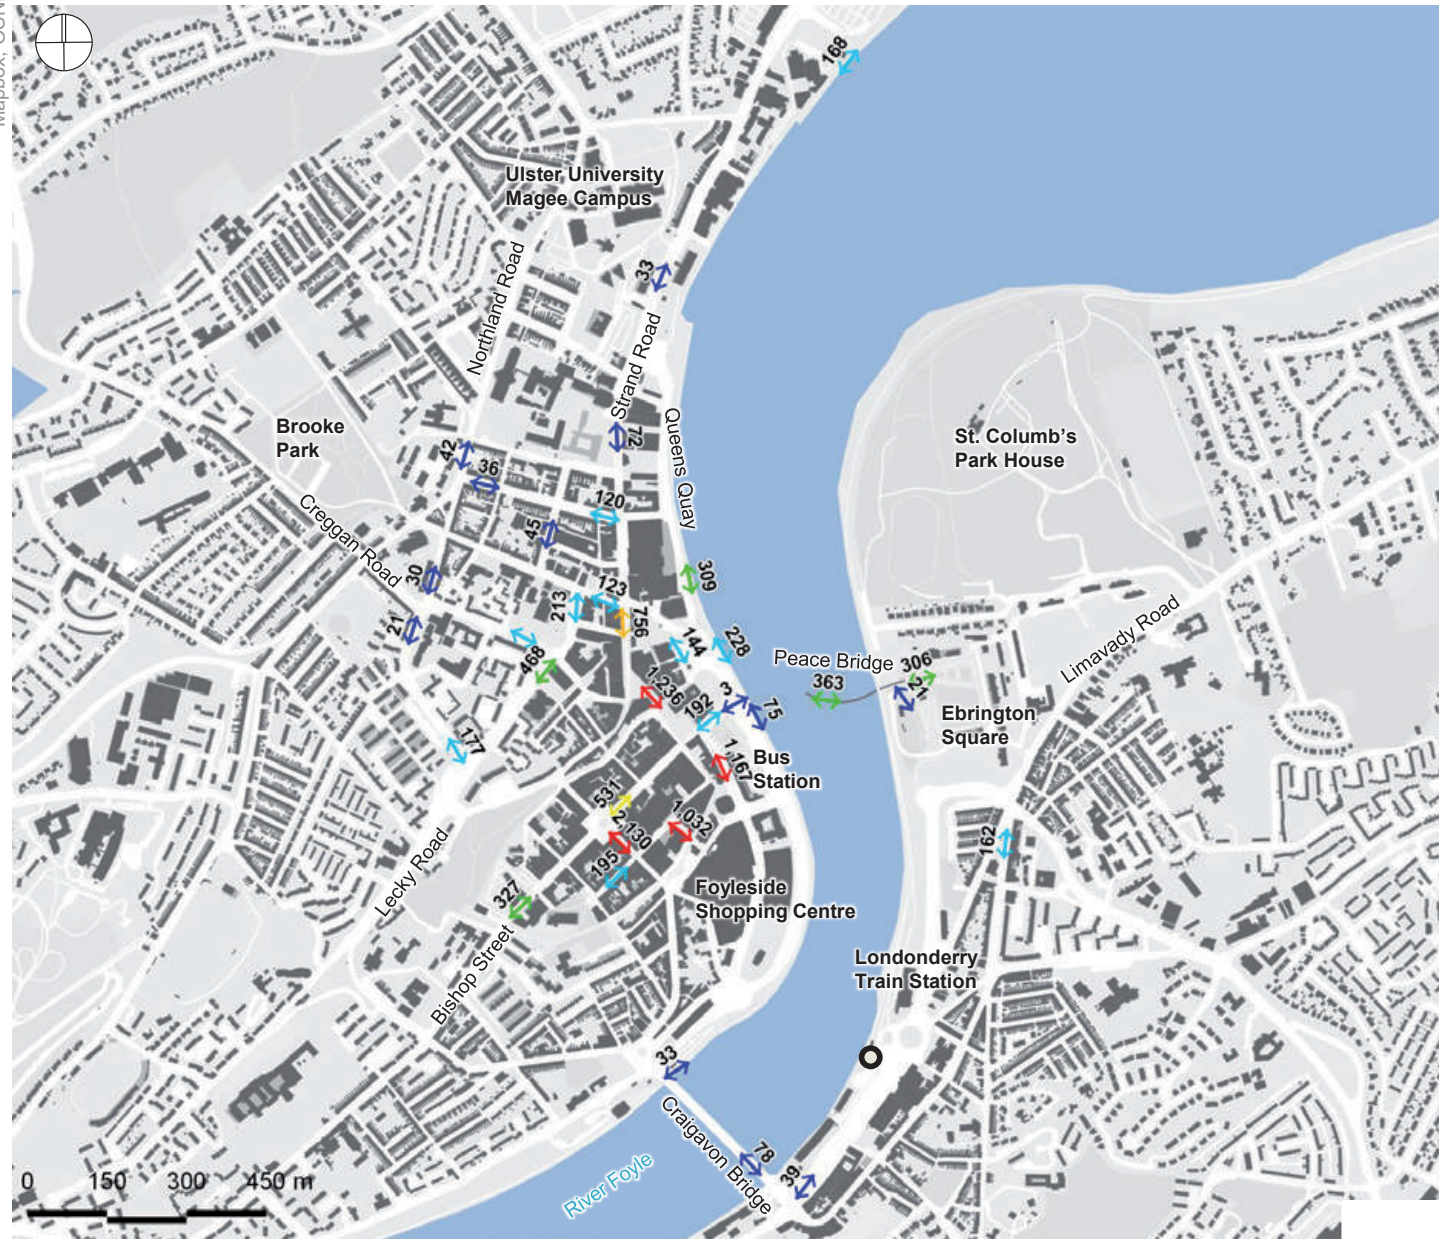 168
Ulster University
Magee Campus
33
Northland Road
Strand Road
72
Queens Quay
Brooke
Park
42
36
St. Columb's
Park House
120
45
Creggan Road
30
309
123
213
756
21
144
228
468
Limavady Road
Peace Bridge
306
363
21
1,236
192
3
75
Ebrington
Square
177
1,167
Bus
Station
531
2,130
1,032
195
162
Lecky Road
327
Foyleside
Shopping Centre
Bishop Street
Londonderry
Train Station
33
Craigavon Bridge
78
39
River Foyle
0 150 300 450 m